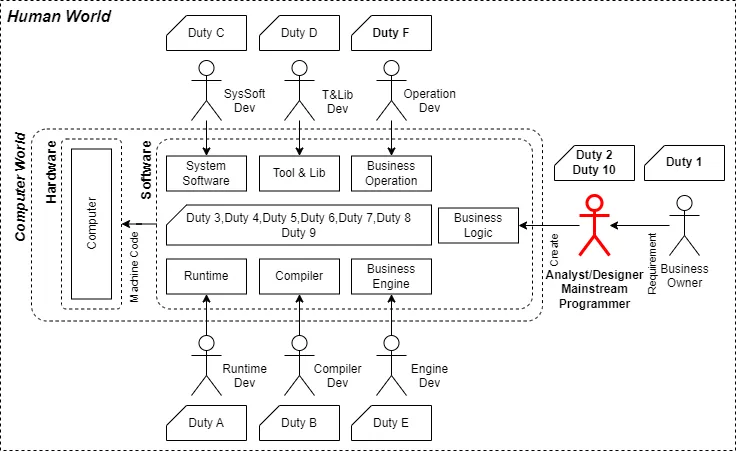 Human World
Duty C
Duty D
Duty F
SysSoft
Dev
T&Lib
Dev
Operation
Dev
Computer World
Hardware
Software
Computer
System
Software
Tool & Lib
Business
Operation
Duty 2
Duty 10
Duty 1
Duty 3,Duty 4,Duty 5,Duty 6,Duty 7,Duty 8
Duty 9
Business
Logic
Machine Code
Create
Requirement
Analyst/Designer
Mainstream
Programmer
Business
Owner
Runtime
Compiler
Business
Engine
Runtime
Dev
Compiler
Dev
Engine
Dev
Duty A
Duty B
Duty E